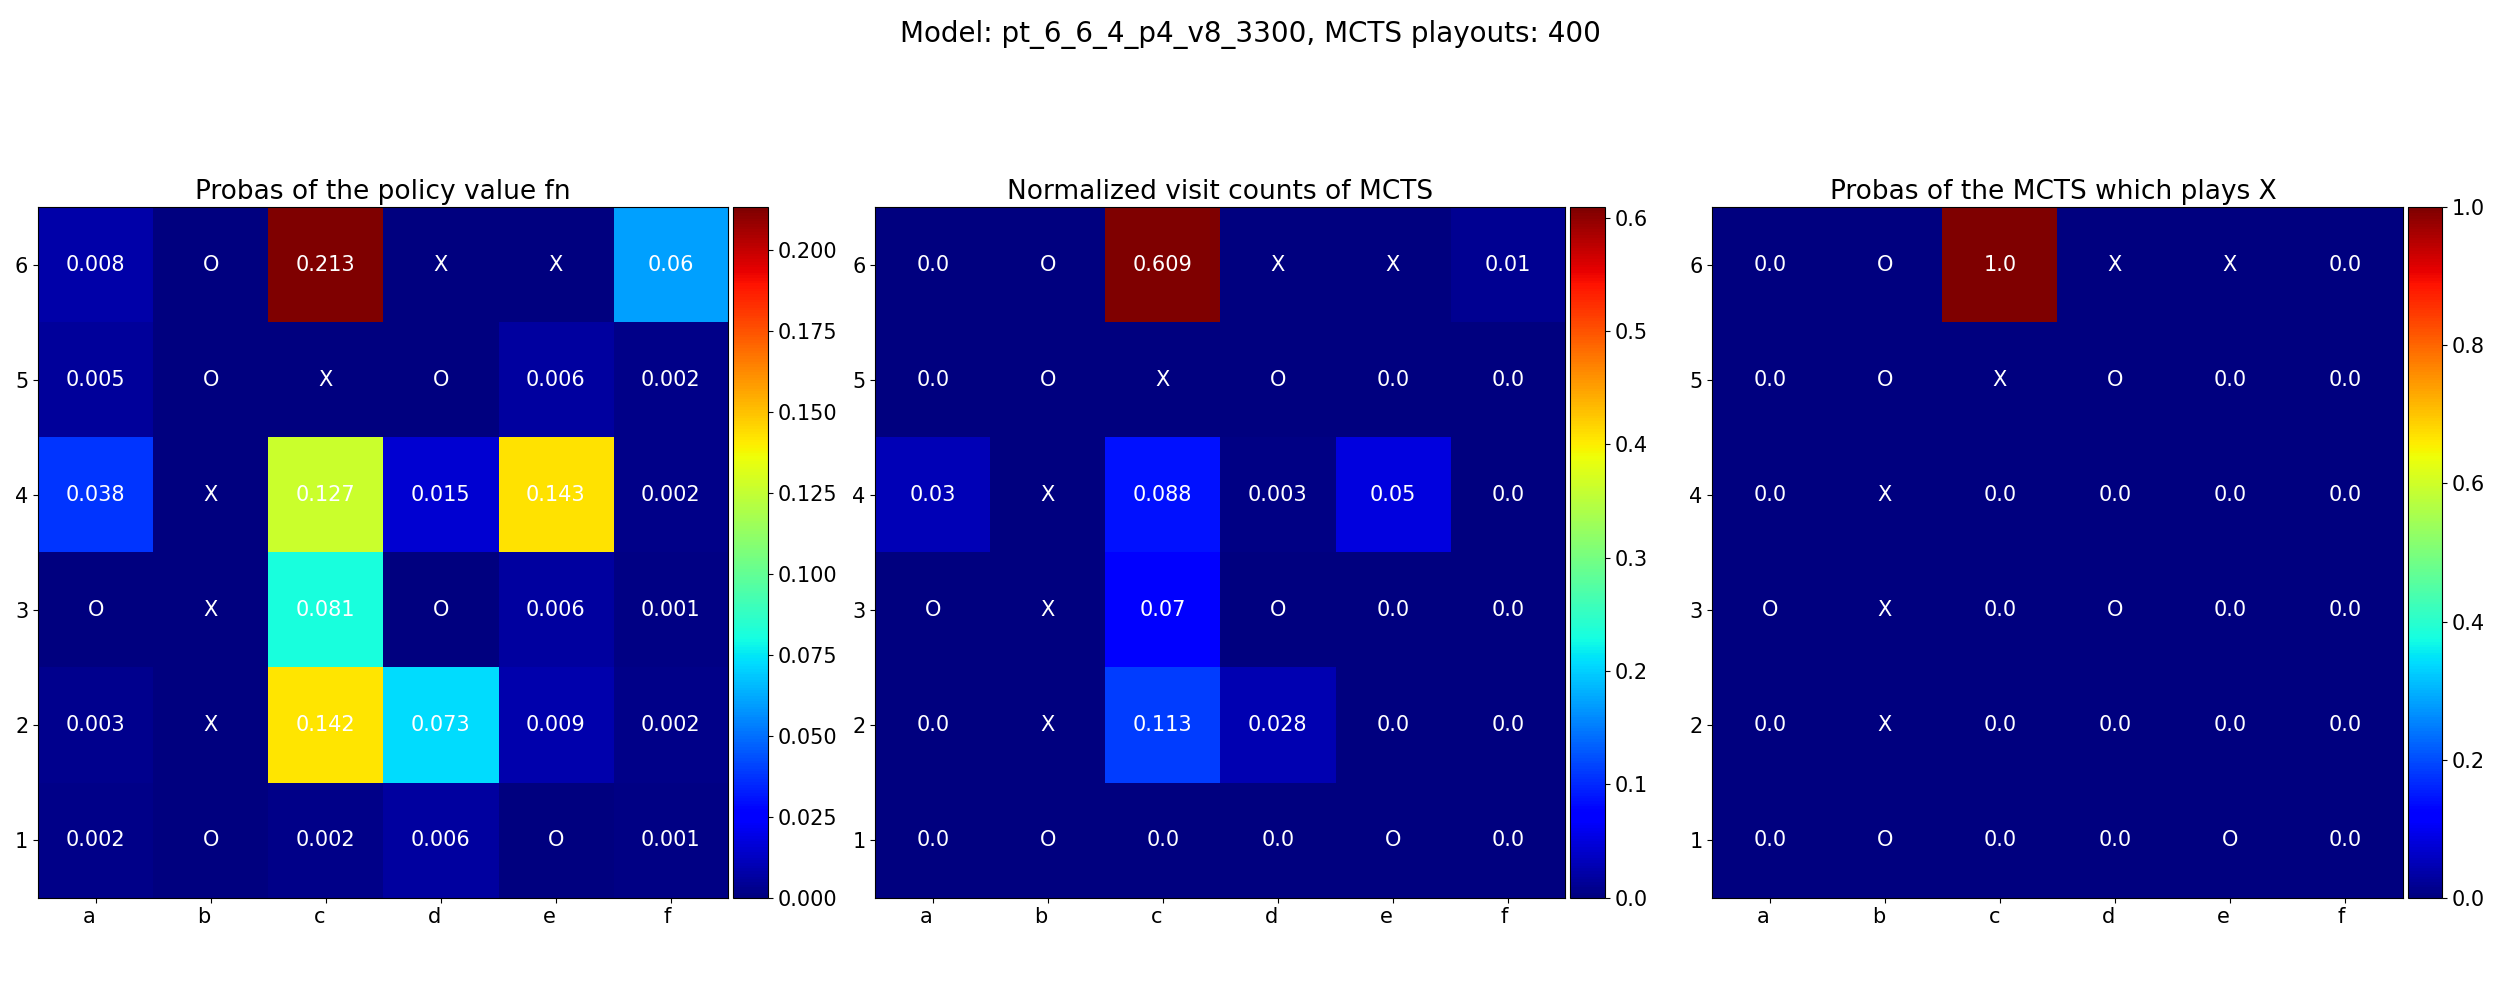 Model: pt_6_6_4_p4_v8_3300, MCTS playouts: 400
Probas of the policy value fn
6 0.008 O 0.213 X X 0.06
5 0.005 O X O 0.006 0.002
4 0.038 X 0.127 0.015 0.143 0.002
3 O X 0.081 O 0.006 0.001
2 0.003 X 0.142 0.073 0.009 0.002
1 0.002 O 0.002 0.006 O 0.001
a b c d e f
0.200
0.175
0.150
0.125
0.100
0.075
0.050
0.025
0.000
Normalized visit counts of MCTS
6 0.0 O 0.609 X X 0.01
5 0.0 O X O 0.0 0.0
4 0.03 X 0.088 0.003 0.05 0.0
3 O X 0.07 O 0.0 0.0
2 0.0 X 0.113 0.028 0.0 0.0
1 0.0 O 0.0 0.0 O 0.0
a b c d e f
0.6
0.5
0.4
0.3
0.2
0.1
0.0
Probas of the MCTS which plays X
6 0.0 O 1.0 X X 0.0
5 0.0 O X O 0.0 0.0
4 0.0 X 0.0 0.0 0.0 0.0
3 O X 0.0 O 0.0 0.0
2 0.0 X 0.0 0.0 0.0 0.0
1 0.0 O 0.0 0.0 O 0.0
a b c d e f
1.0
0.8
0.6
0.4
0.2
0.0